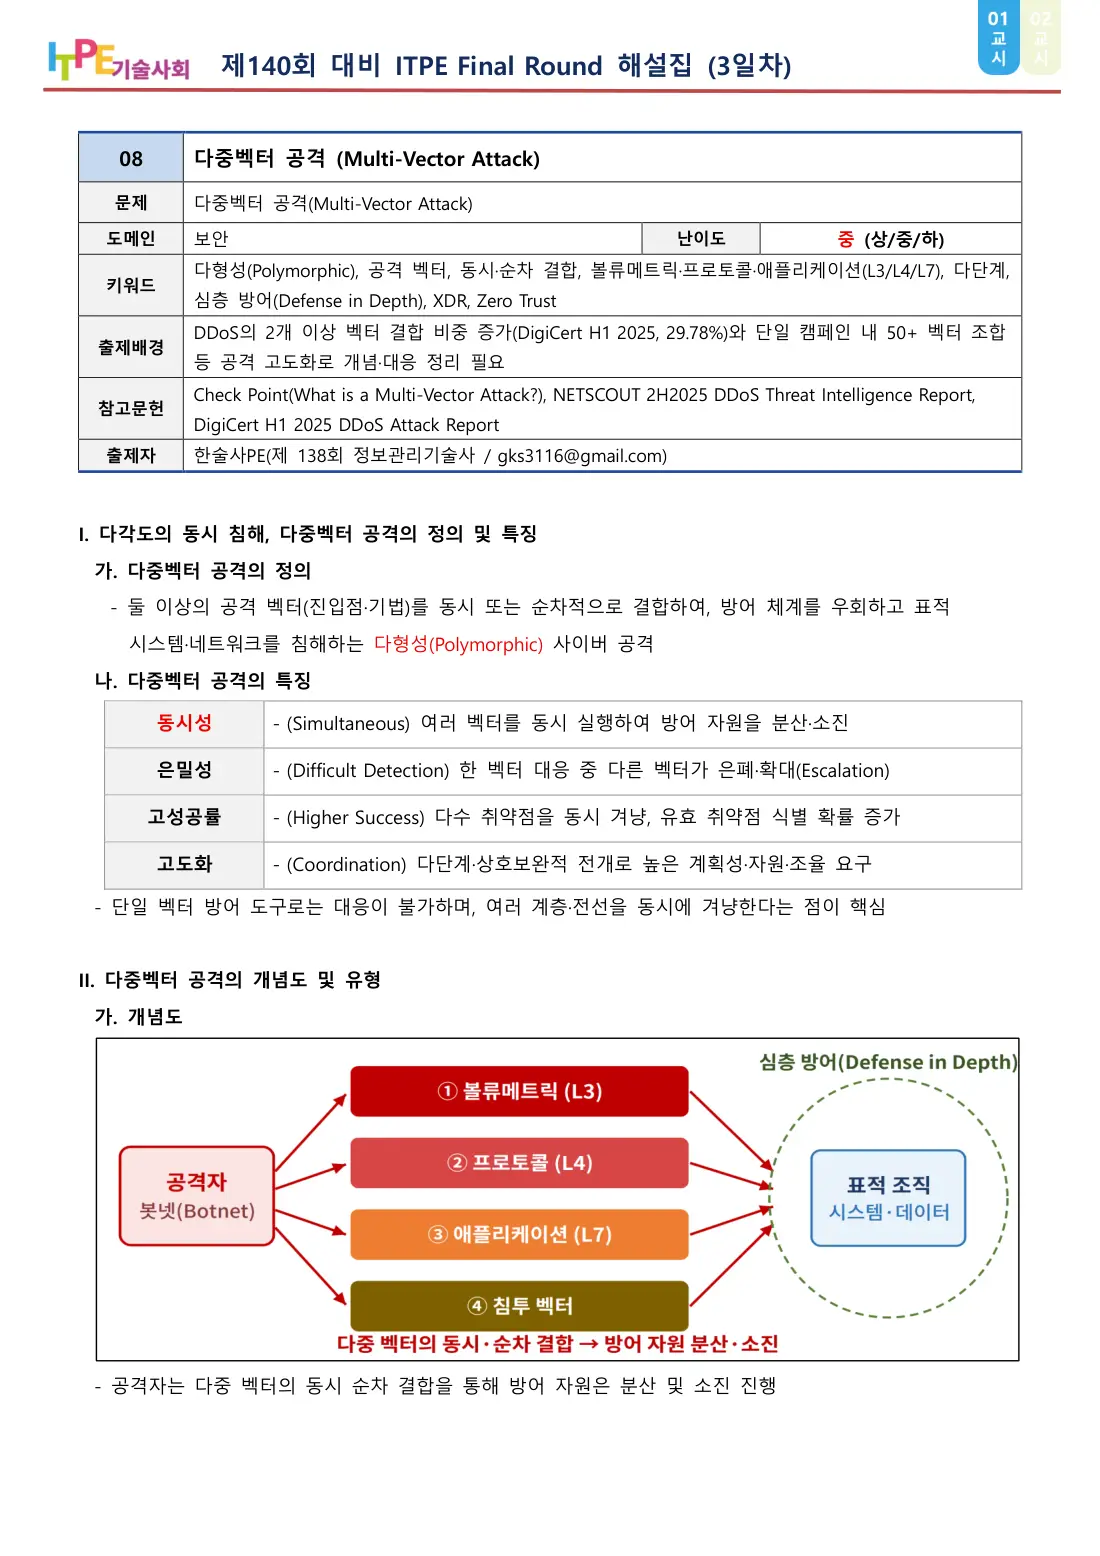 ITPE기술사회 제140회 대비 ITPE Final Round 해설집 (3일차)
01 교시
02 교시
08 다중벡터 공격 (Multi-Vector Attack)
문제 다중벡터 공격(Multi-Vector Attack)
도메인 보안 난이도 중 (상/중/하)
키워드 다형성(Polymorphic), 공격 벡터, 동시·순차 결합, 볼류메트릭·프로토콜·애플리케이션(L3/L4/L7), 다단계,
심층 방어(Defense in Depth), XDR, Zero Trust
출제배경 DDoS의 2개 이상 벡터 결합 비중 증가(DigiCert H1 2025, 29.78%)와 단일 캠페인 내 50+ 벡터 조합
등 공격 고도화로 개념·대응 정리 필요
참고문헌 Check Point(What is a Multi-Vector Attack?), NETSCOUT 2H2025 DDoS Threat Intelligence Report,
DigiCert H1 2025 DDoS Attack Report
출제자 한술사PE(제 138회 정보관리기술사 / gks3116@gmail.com)
I. 다각도의 동시 침해, 다중벡터 공격의 정의 및 특징
가. 다중벡터 공격의 정의
- 둘 이상의 공격 벡터(진입점·기법)를 동시 또는 순차적으로 결합하여, 방어 체계를 우회하고 표적
시스템·네트워크를 침해하는 다형성(Polymorphic) 사이버 공격
나. 다중벡터 공격의 특징
동시성 - (Simultaneous) 여러 벡터를 동시 실행하여 방어 자원을 분산·소진
은밀성 - (Difficult Detection) 한 벡터 대응 중 다른 벡터가 은폐·확대(Escalation)
고성공률 - (Higher Success) 다수 취약점을 동시 겨냥, 유효 취약점 식별 확률 증가
고도화 - (Coordination) 다단계·상호보완적 전개로 높은 계획성·자원·조율 요구
- 단일 벡터 방어 도구로는 대응이 불가하며, 여러 계층·전선을 동시에 겨냥한다는 점이 핵심
II. 다중벡터 공격의 개념도 및 유형
가. 개념도
심층 방어(Defense in Depth)
① 볼류메트릭 (L3)
② 프로토콜 (L4)
공격자
봇넷(Botnet)
표적 조직
시스템·데이터
③ 애플리케이션 (L7)
④ 침투 벡터
다중 벡터의 동시·순차 결합 → 방어 자원 분산·소진
- 공격자는 다중 벡터의 동시 순차 결합을 통해 방어 자원은 분산 및 소진 진행